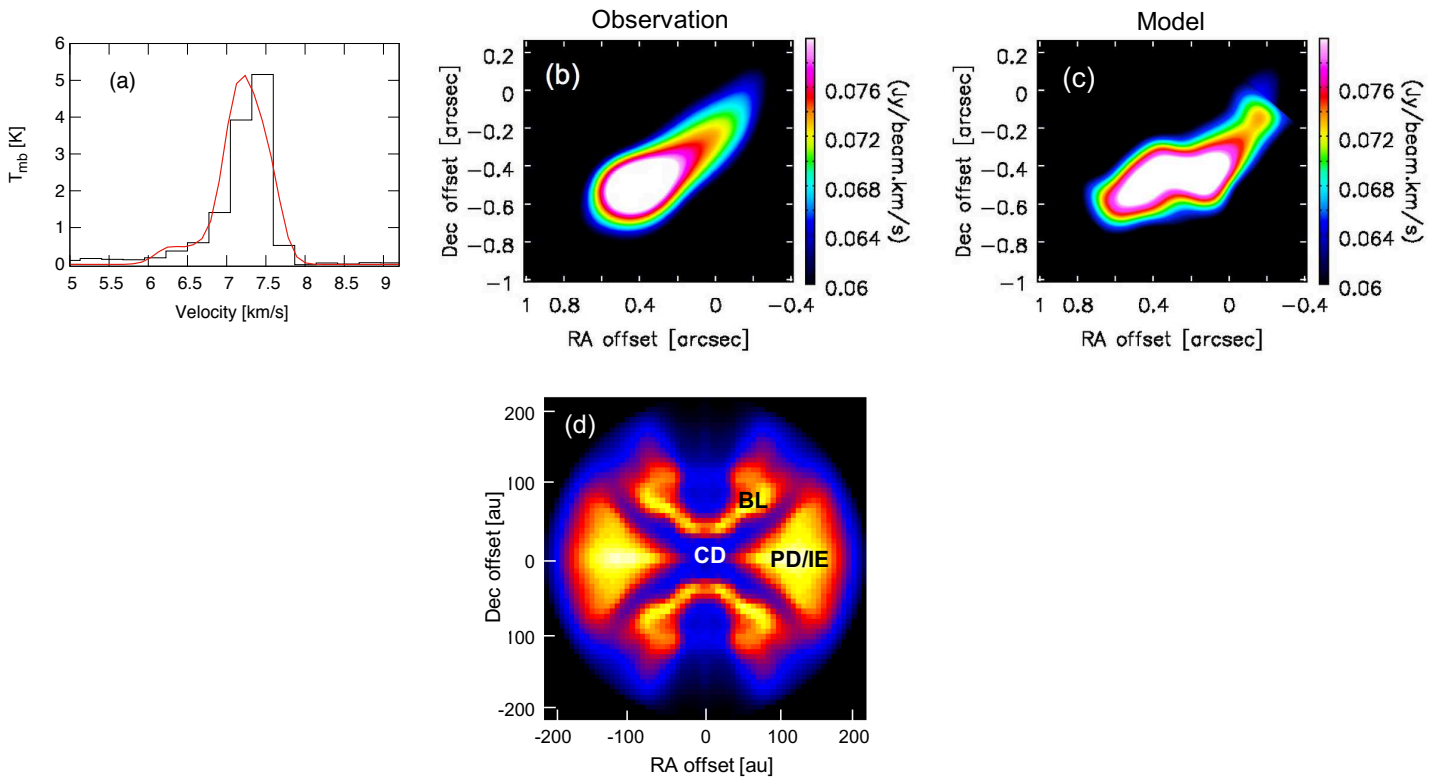 Observation
Model
(a)
6
5
4
3
2
1
0
T_mb [K]
5 5.5 6 6.5 7 7.5 8 8.5 9
Velocity [km/s]
(b)
0.2
0
−0.2
−0.4
−0.6
−0.8
−1
Dec offset [arcsec]
1 0.8 0.4 0 −0.4
RA offset [arcsec]
0.076
0.072
0.068
0.064
0.06
(Jy/beam.km/s)
(c)
0.2
0
−0.2
−0.4
−0.6
−0.8
−1
Dec offset [arcsec]
1 0.8 0.4 0 −0.4
RA offset [arcsec]
0.076
0.072
0.068
0.064
0.06
(Jy/beam.km/s)
(d)
BL
CD
PD/IE
200
100
0
100
-200
Dec offset [au]
-200 -100 0 100 200
RA offset [au]